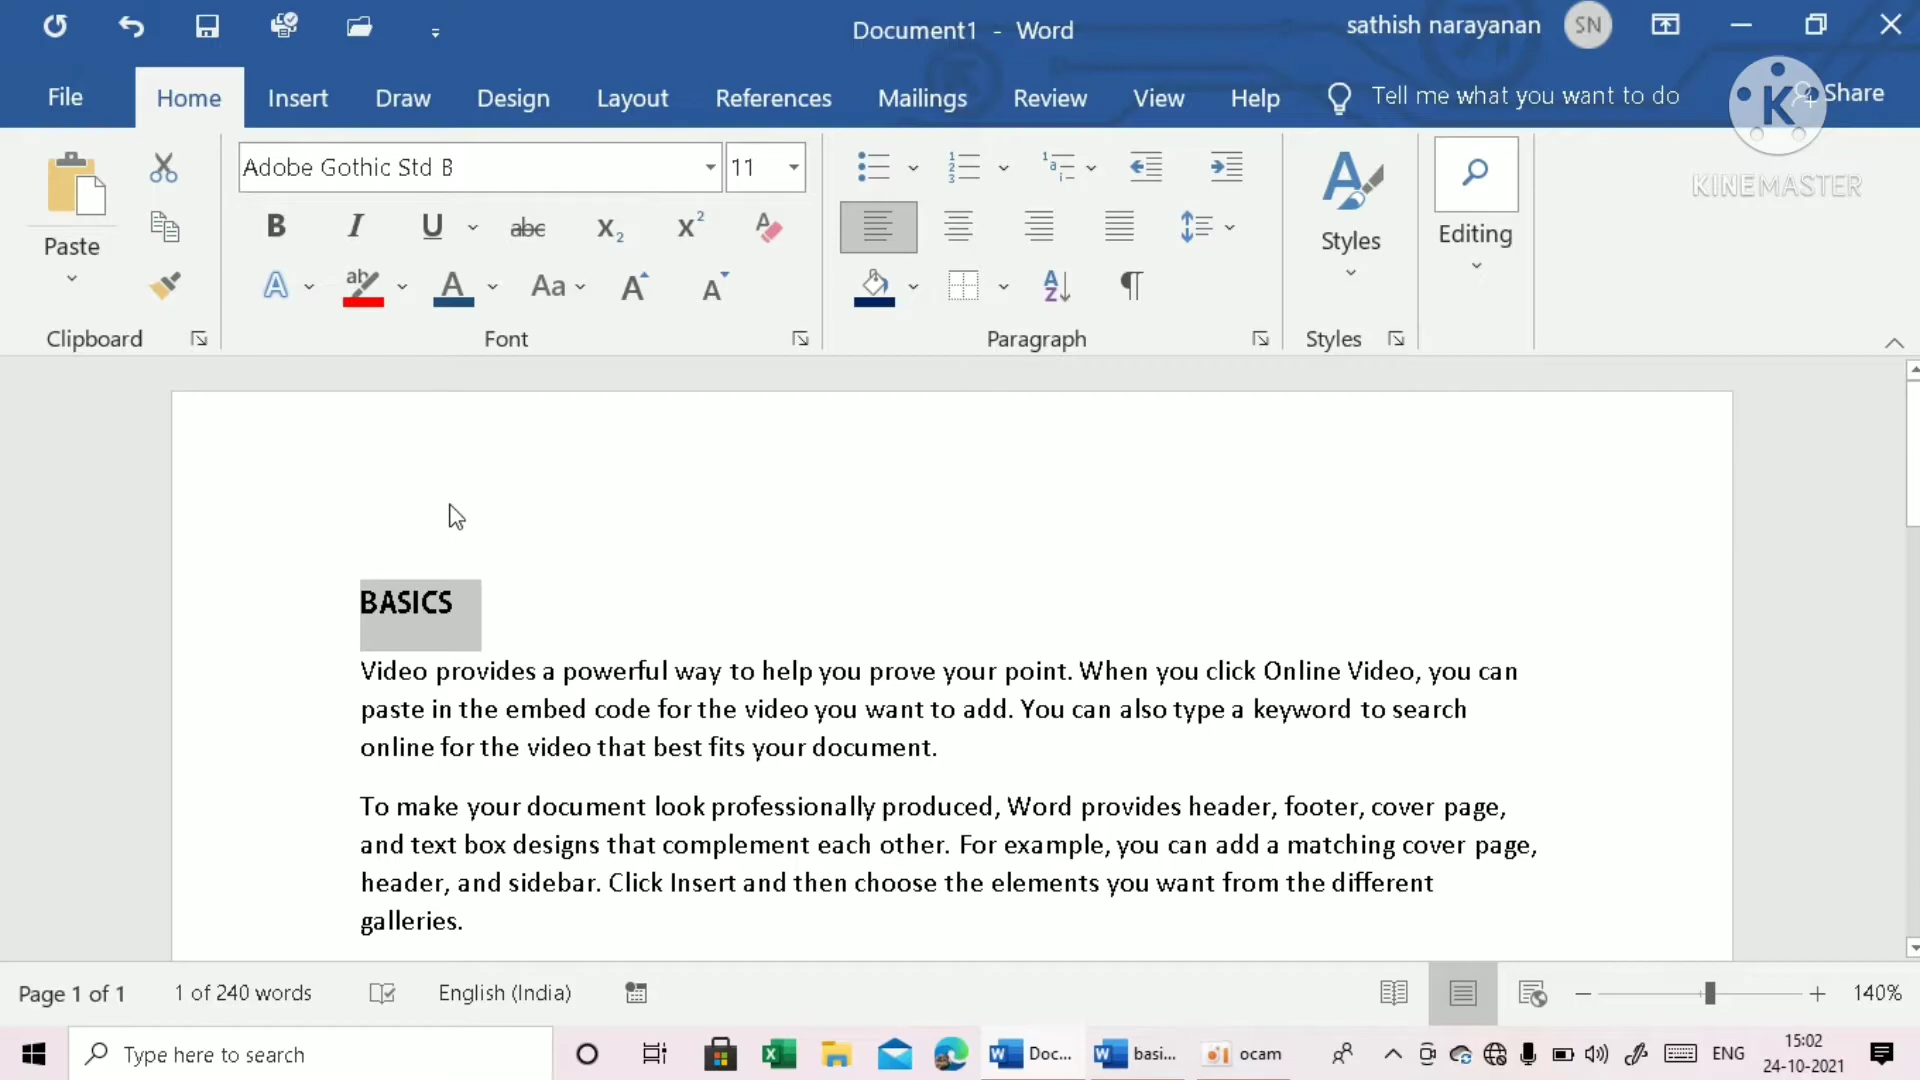 Document1 - Word
sathish narayanan
SN
File
Home
Insert
Draw
Design
Layout
References
Mailings
Review
View
Help
Tell me what you want to do
Share
K
KINEMASTER
Paste
Clipboard
Adobe Gothic Std B
11
B I U abc X2 X2
A ab A Aa A A
Font
Paragraph
Styles
Styles
Editing
BASICS
Video provides a powerful way to help you prove your point. When you click Online Video, you can
paste in the embed code for the video you want to add. You can also type a keyword to search
online for the video that best fits your document.
To make your document look professionally produced, Word provides header, footer, cover page,
and text box designs that complement each other. For example, you can add a matching cover page,
header, and sidebar. Click Insert and then choose the elements you want from the different
galleries.
Page 1 of 1
1 of 240 words
English (India)
140%
Type here to search
Doc...
basi...
ocam
ENG
15:02
24-10-2021